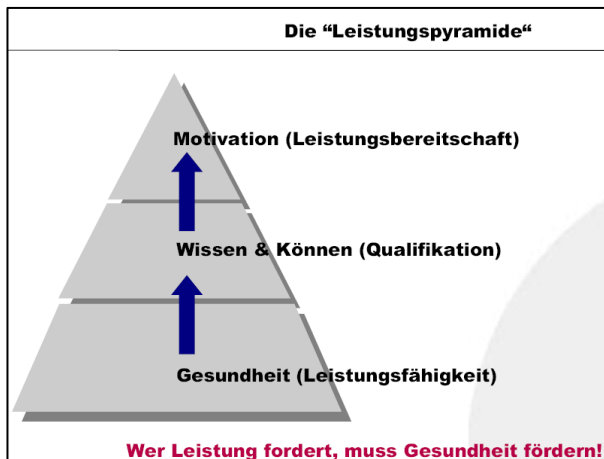 Die “Leistungspyramide“
Motivation (Leistungsbereitschaft)
Wissen & Können (Qualifikation)
Gesundheit (Leistungsfähigkeit)
Wer Leistung fordert, muss Gesundheit fördern!